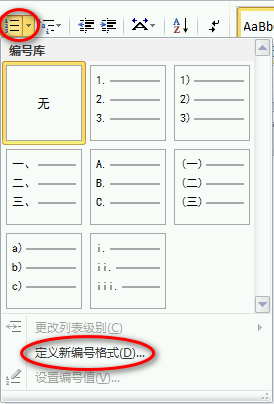 AaBb
编号库
无
1.
2.
3.
1)
2)
3)
一、
二、
三、
A.
B.
C.
(一)
(二)
(三)
a)
b)
c)
i.
ii.
iii.
更改列表级别(C)
定义新编号格式(D)...
设置编号值(V)...